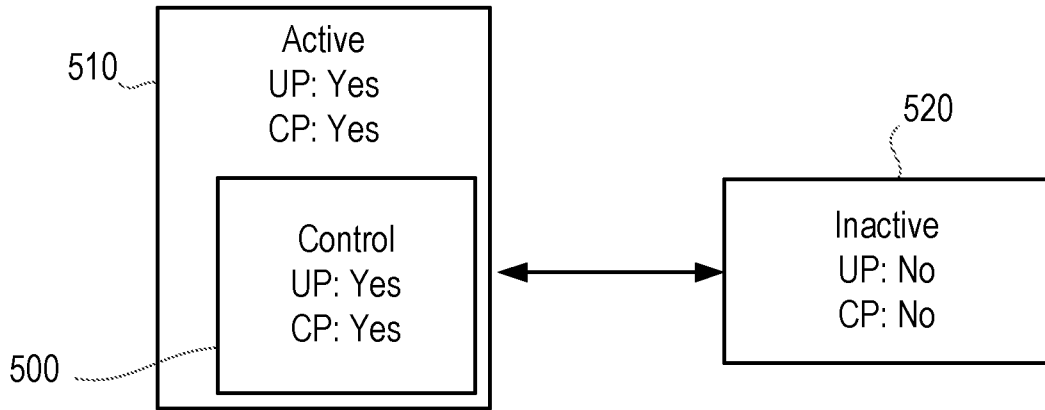 510
Active
UP: Yes
CP: Yes
Control
UP: Yes
CP: Yes
500
520
Inactive
UP: No
CP: No